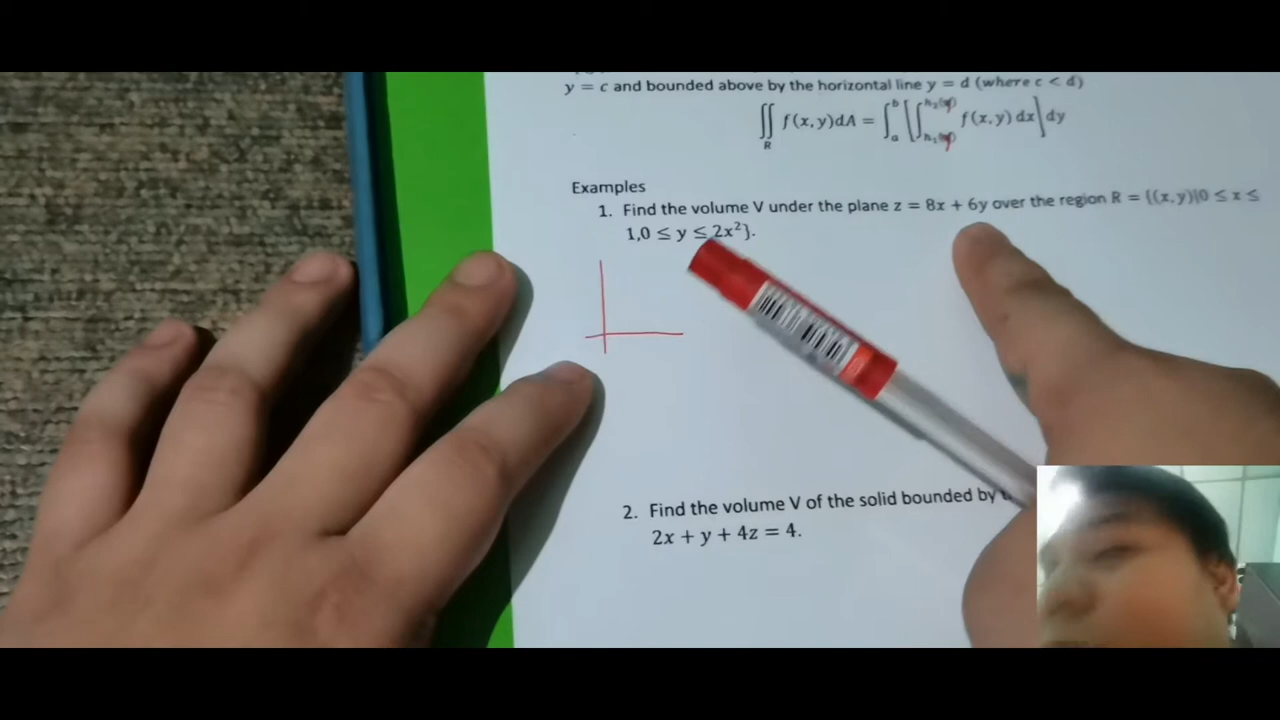 y = c and bounded above by the horizontal line y = d (where c < d)
∬_R f(x, y)dA = ∫_a^b [∫_{h₁(y)}^{h₂(y)} f(x, y) dx] dy
Examples
1. Find the volume V under the plane z = 8x + 6y over the region R = {(x, y)|0 ≤ x ≤
1,0 ≤ y ≤ 2x²}.
2. Find the volume V of the solid bounded by
2x + y + 4z = 4.